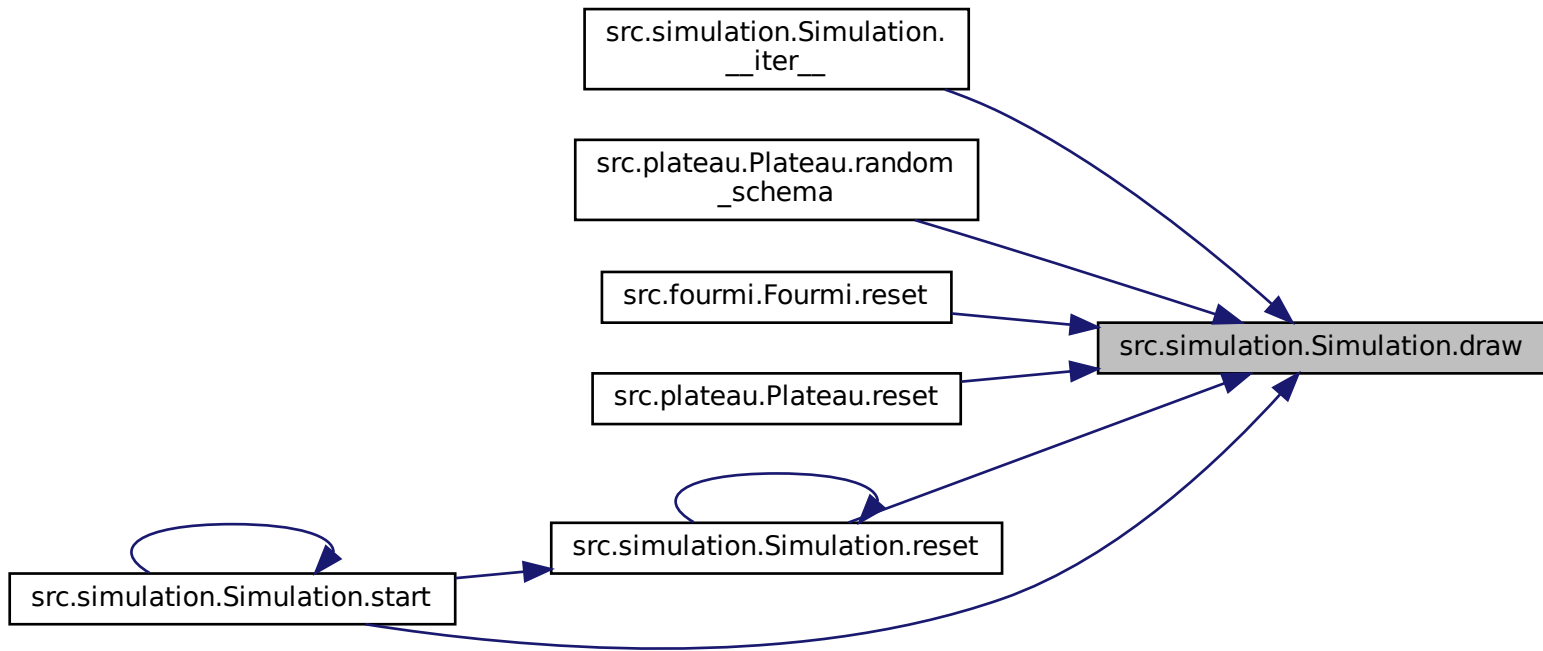 src.simulation.Simulation.
__iter__
src.plateau.Plateau.random
_schema
src.fourmi.Fourmi.reset
src.simulation.Simulation.draw
src.plateau.Plateau.reset
src.simulation.Simulation.reset
src.simulation.Simulation.start